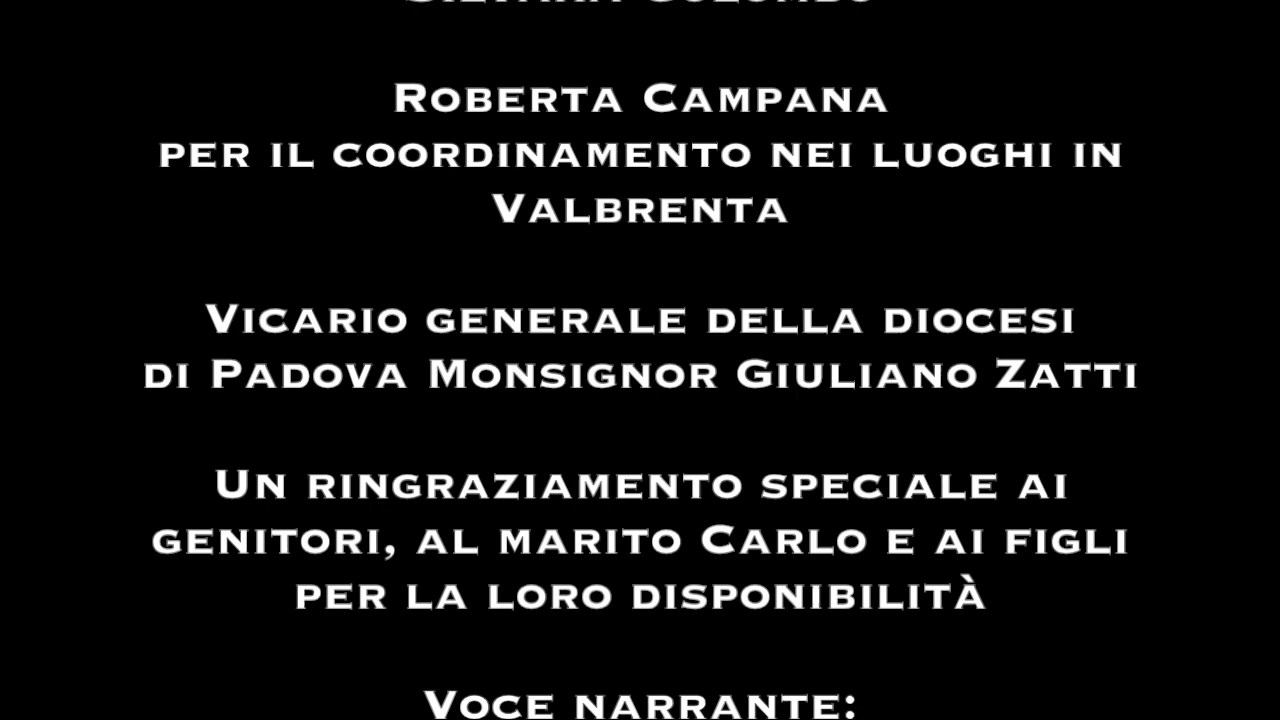 Roberta Campana
per il coordinamento nei luoghi in
Valbrenta
Vicario generale della diocesi
di Padova Monsignor Giuliano Zatti
Un ringraziamento speciale ai
genitori, al marito Carlo e ai figli
per la loro disponibilità
Voce narrante: